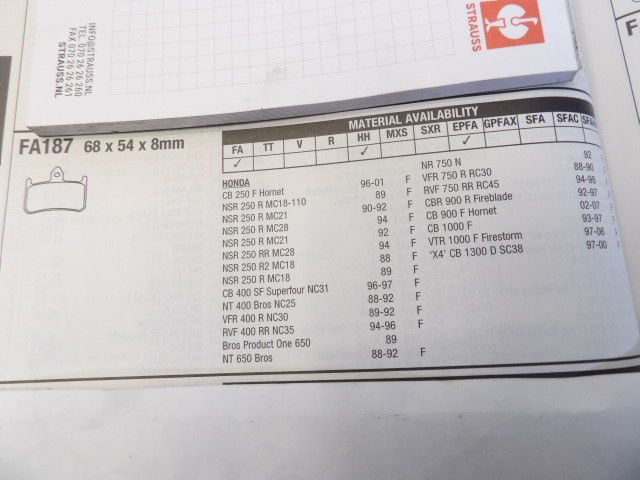 INFO@STRAUSS.NL
TEL. 070 26 26 260
FAX 070 26 26 261
STRAUSS.NL
STRAUSS
F
FA187 68 x 54 x 8mm
MATERIAL AVAILABILITY
FA TT V R HH MXS SXR EPFA GPFAX SFA SFAC SFA
✓ ✓ ✓
HONDA
CB 250 F Hornet 96-01 F
NSR 250 R MC18-110 89 F
NSR 250 R MC21 90-92 F
NSR 250 R MC28 94 F
NSR 250 R MC21 92 F
NSR 250 RR MC28 94 F
NSR 250 R2 MC18 88 F
NSR 250 R MC18 89 F
CB 400 SF Superfour NC31 96-97 F
NT 400 Bros NC25 88-92 F
VFR 400 R NC30 89-92 F
RVF 400 RR NC35 94-96 F
Bros Product One 650 89
NT 650 Bros 88-92 F
NR 750 N 92 F
VFR 750 R RC30 88-90
RVF 750 RR RC45 94-98
CBR 900 R Fireblade 92-97
CB 900 F Hornet 02-07
CB 1000 F 93-97
VTR 1000 F Firestorm 97-06
'X4' CB 1300 D SC38 97-00 F